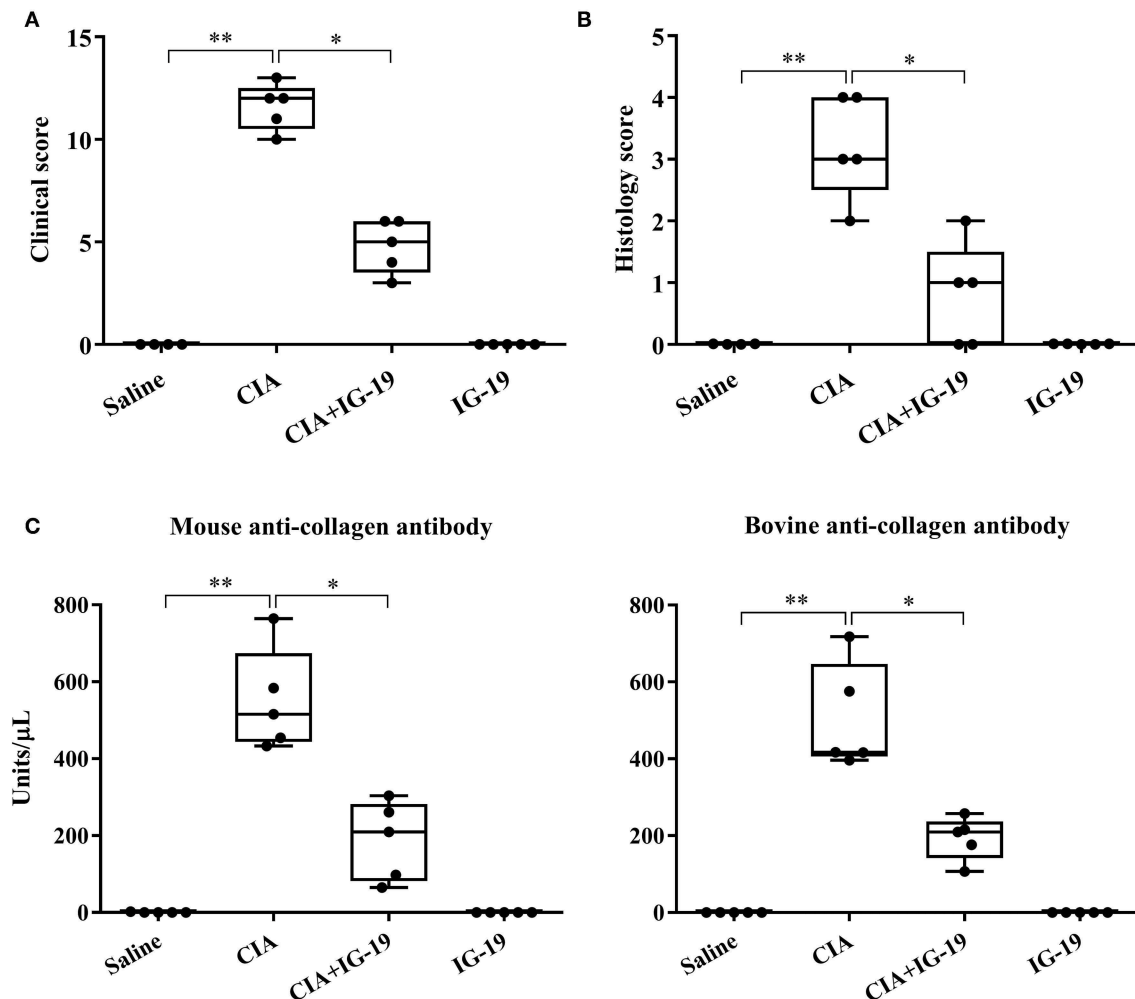 A
B
** *
** *
15
10
5
0
Clinical score
Saline CIA CIA+IG-19 IG-19
5
4
3
2
1
0
Histology score
Saline CIA CIA+IG-19 IG-19
C
Mouse anti-collagen antibody
Bovine anti-collagen antibody
** *
** *
800
600
400
200
0
Units/µL
Saline CIA CIA+IG-19 IG-19
800
600
400
200
0
Saline CIA CIA+IG-19 IG-19